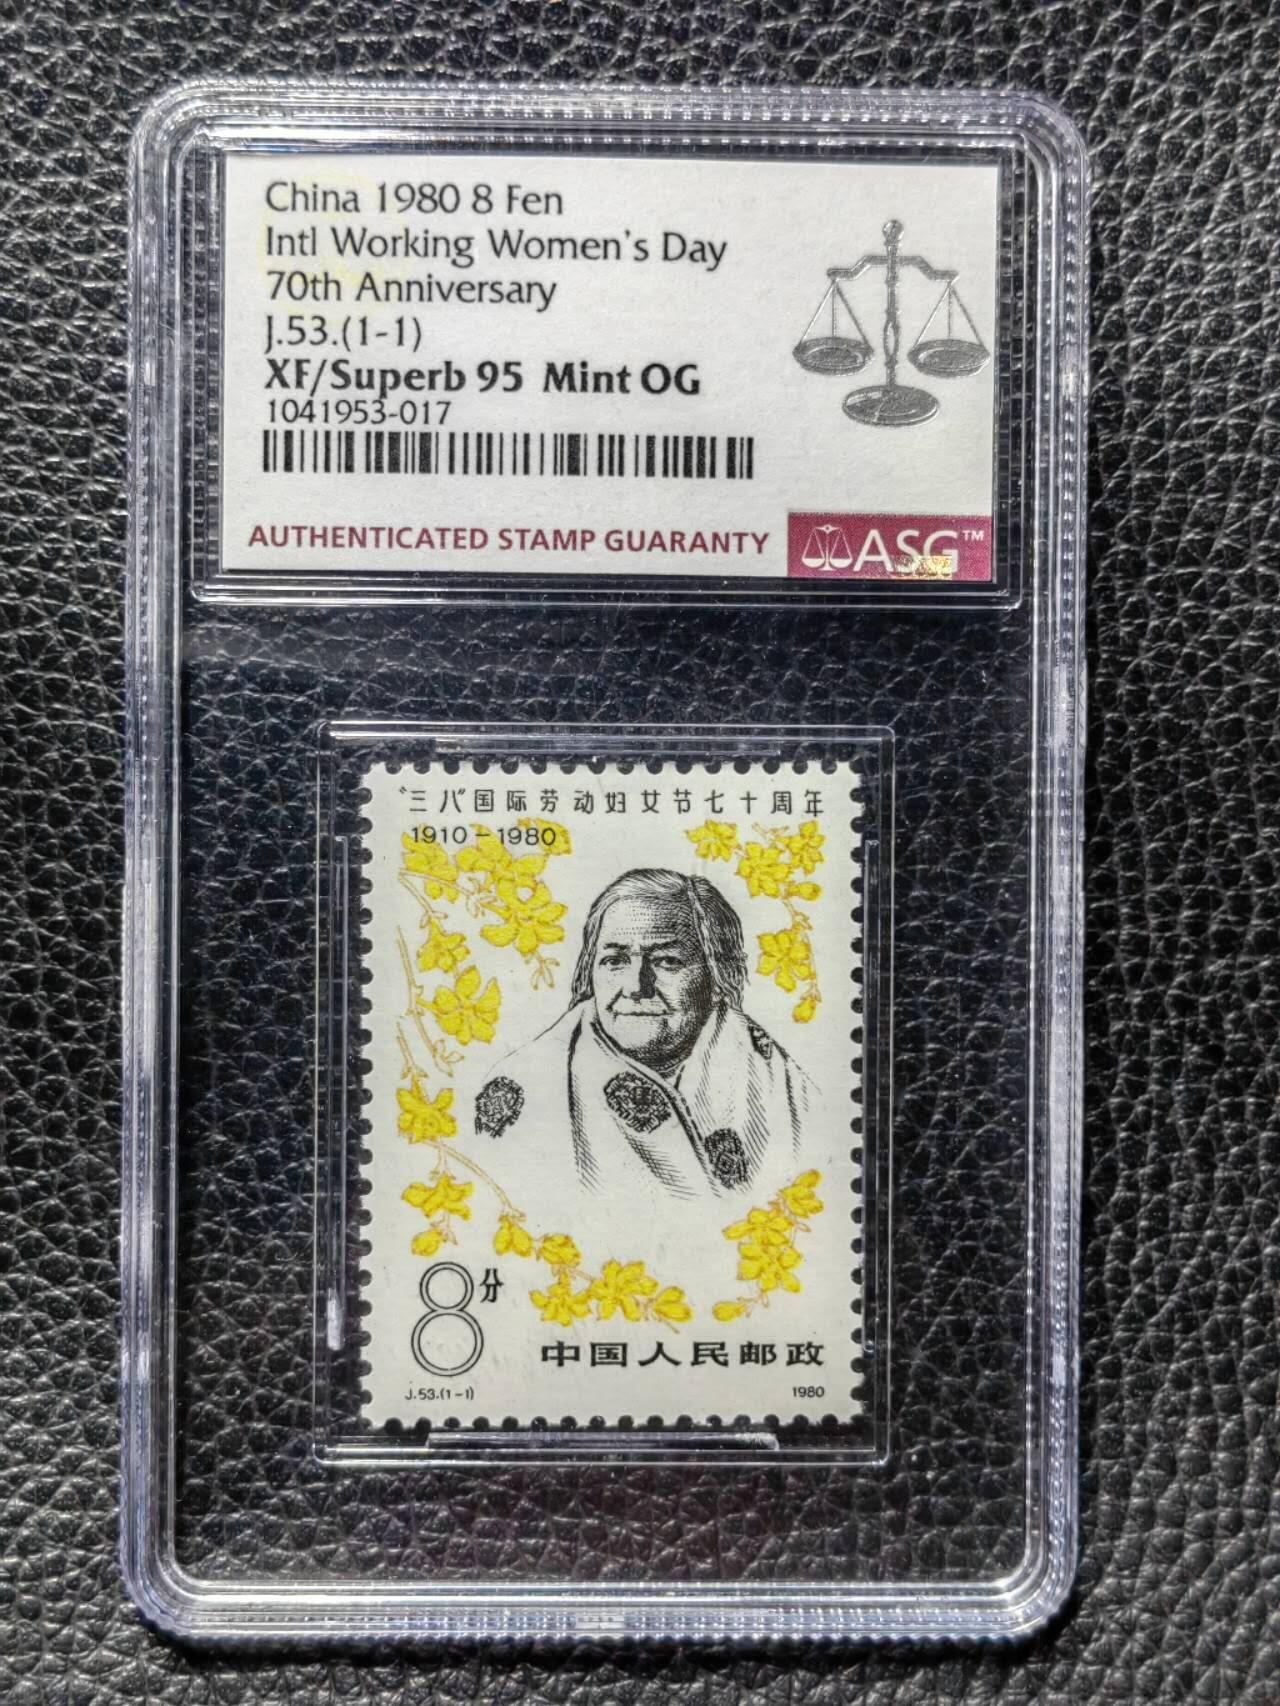 China 1980 8 Fen
Intl Working Women's Day
70th Anniversary
J.53.(1-1)
XF/Superb 95 Mint OG
1041953-017
AUTHENTICATED STAMP GUARANTY
ASG™
“三八”国际劳动妇女节七十周年
1910-1980
8分
中国人民邮政
J.53.(1-1)
1980